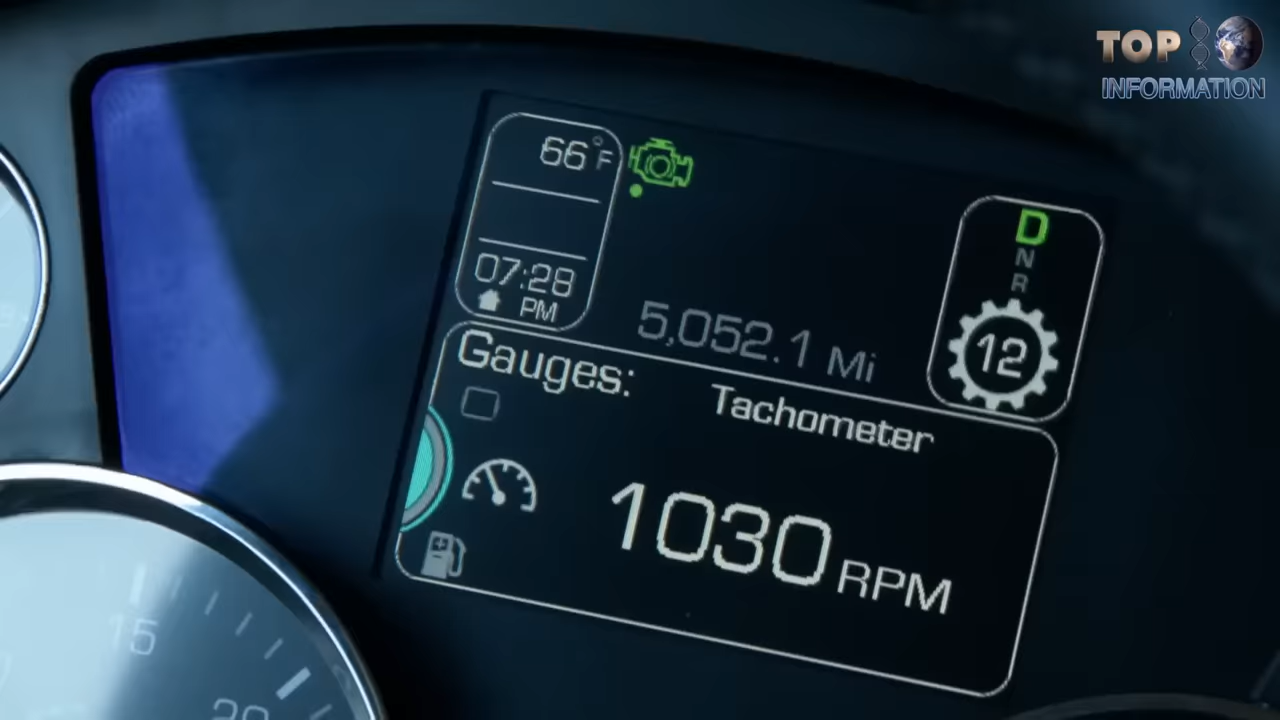 TOP
INFORMATION
66°F
07:28
PM
5,052.1 Mi
D
N
R
12
Gauges:
Tachometer
1030 RPM
15
20